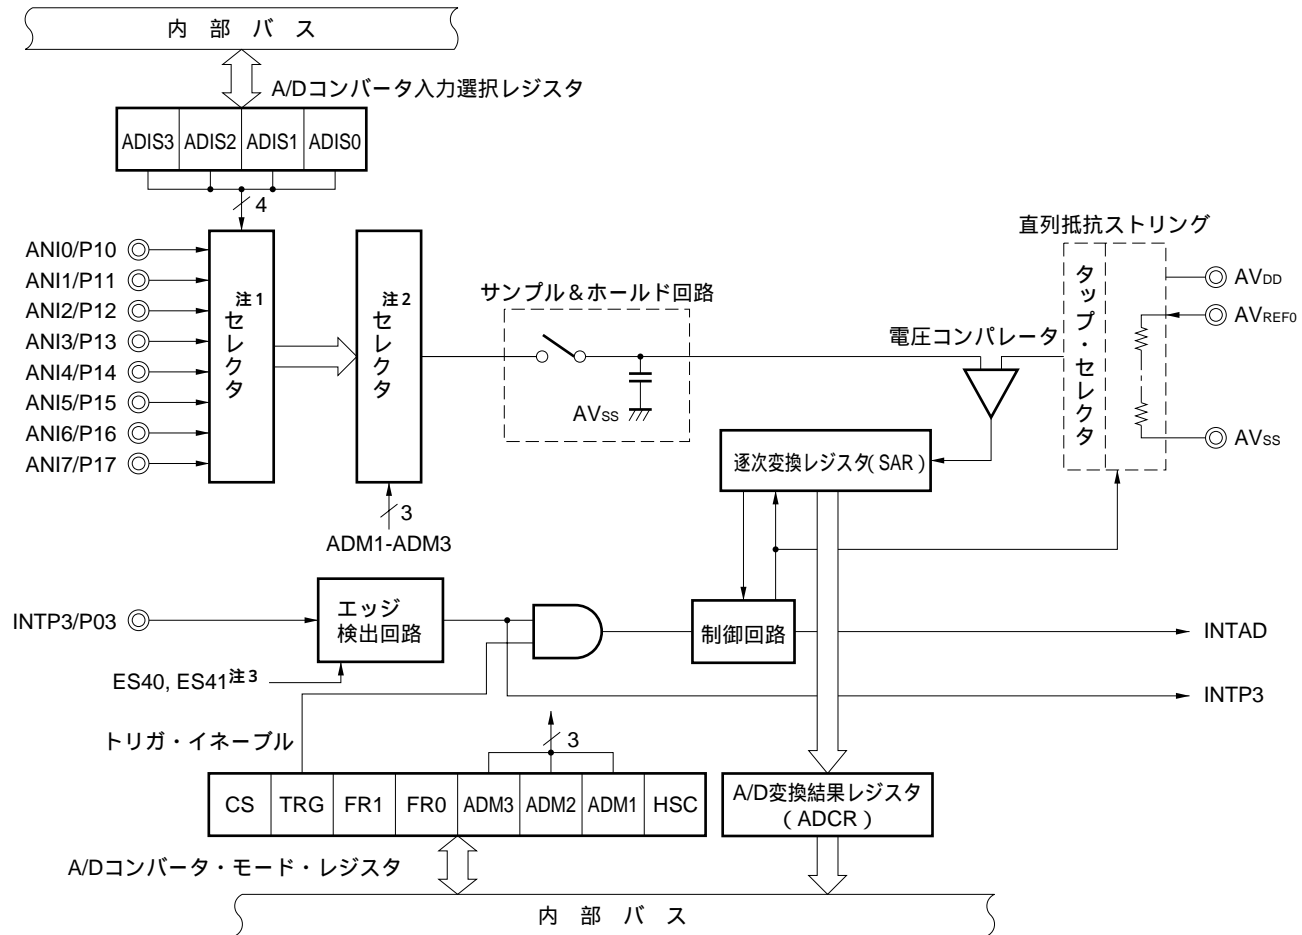 内部バス
A/Dコンバータ入力選択レジスタ
ADIS3 ADIS2 ADIS1 ADIS0
4
直列抵抗ストリング
ANI0/P10
ANI1/P11
ANI2/P12
ANI3/P13
ANI4/P14
ANI5/P15
ANI6/P16
ANI7/P17
注1
セレクタ
注2
セレクタ
サンプル&ホールド回路
AVSS
電圧コンパレータ
タップ・セレクタ
AVDD
AVREF0
AVSS
逐次変換レジスタ(SAR)
3
ADM1-ADM3
INTP3/P03
エッジ
検出回路
制御回路
INTAD
ES40, ES41注3
INTP3
トリガ・イネーブル
3
CS TRG FR1 FR0 ADM3 ADM2 ADM1 HSC
A/D変換結果レジスタ
(ADCR)
A/Dコンバータ・モード・レジスタ
内部バス